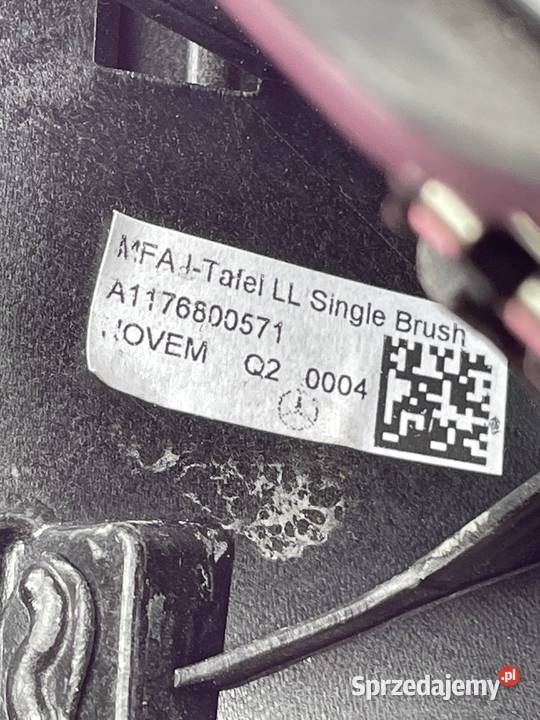 MFA I-Tafel LL Single Brush
A1176800571
NOVEM Q2 0004
Sprzedajemy.pl